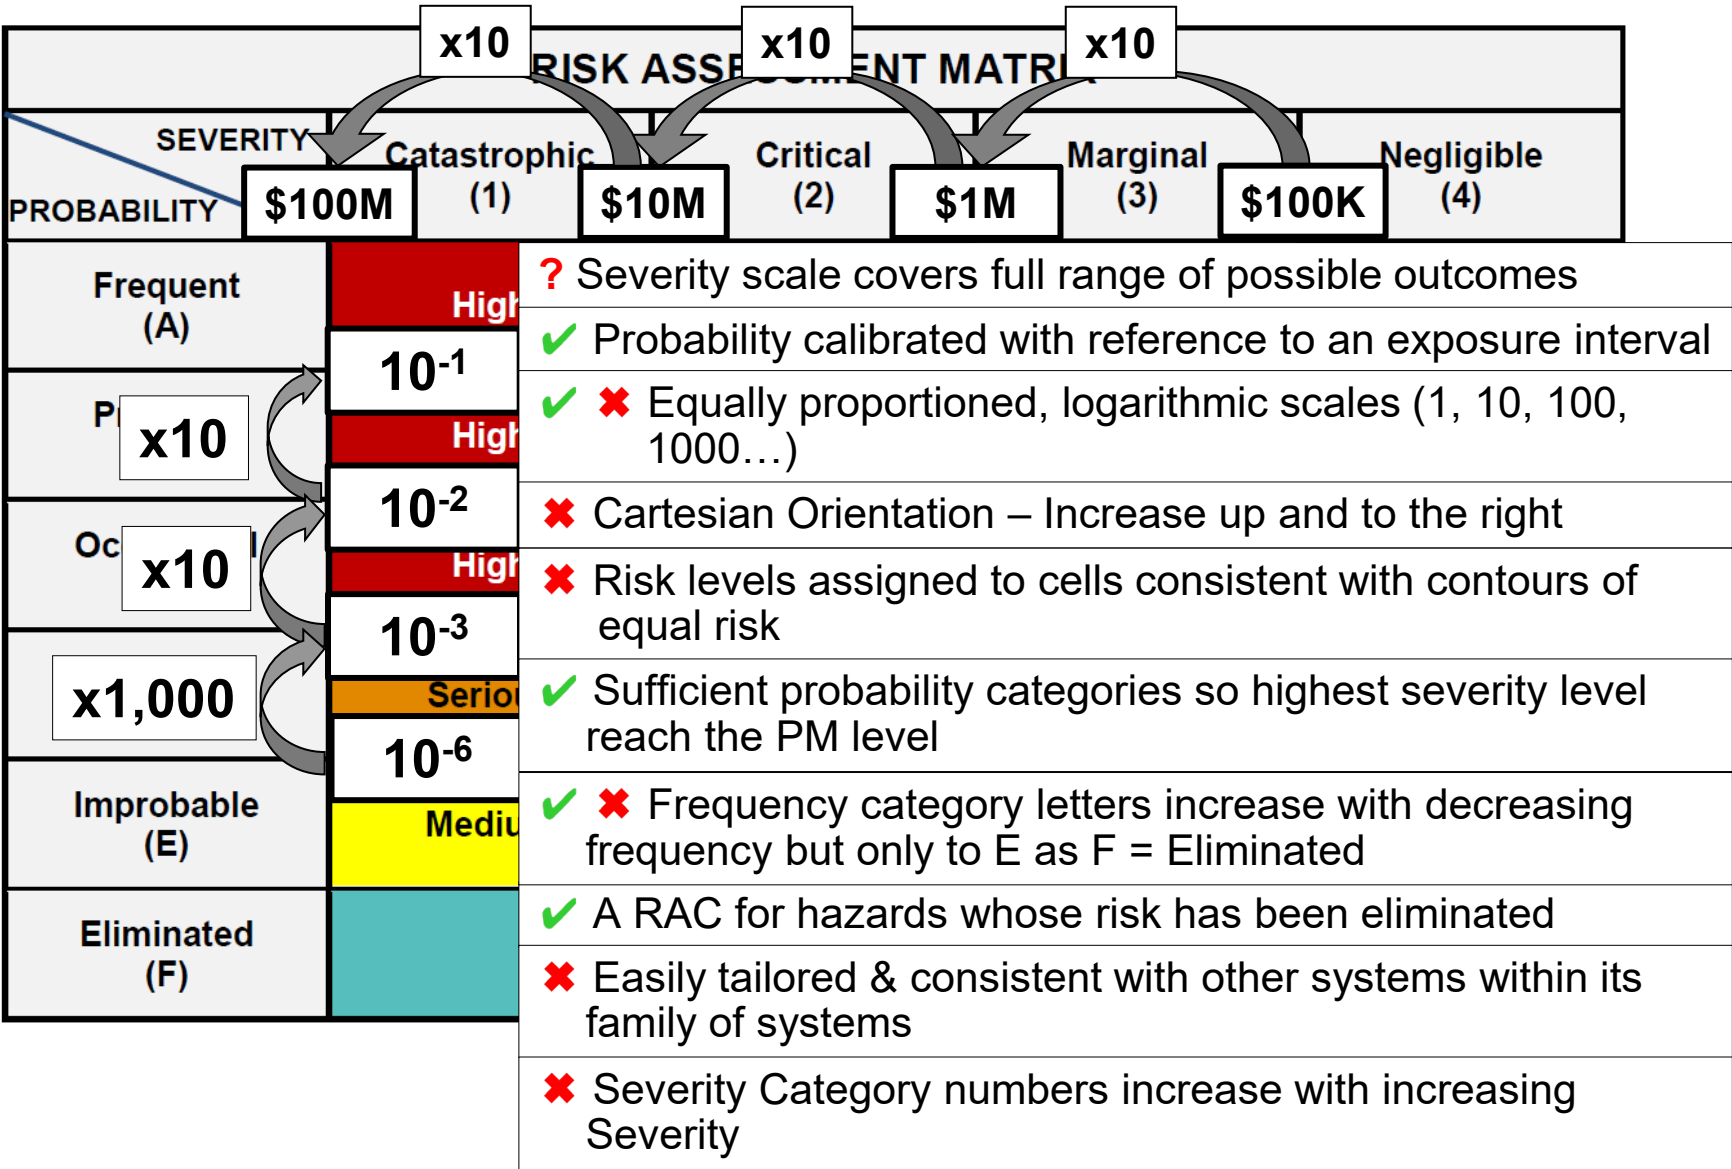 x10
x10
x10
RISK ASSESSMENT MATRIX
SEVERITY
PROBABILITY
Catastrophic
(1)
Critical
(2)
Marginal
(3)
Negligible
(4)
$100M
$10M
$1M
$100K
Frequent
(A)
High
10-1
x10
High
10-2
x10
High
10-3
x1,000
Serio
10-6
Improbable
(E)
Mediu
Eliminated
(F)
? Severity scale covers full range of possible outcomes
✔ Probability calibrated with reference to an exposure interval
✔ ✖ Equally proportioned, logarithmic scales (1, 10, 100,
1000…)
✖ Cartesian Orientation – Increase up and to the right
✖ Risk levels assigned to cells consistent with contours of
equal risk
✔ Sufficient probability categories so highest severity level
reach the PM level
✔ ✖ Frequency category letters increase with decreasing
frequency but only to E as F = Eliminated
✔ A RAC for hazards whose risk has been eliminated
✖ Easily tailored & consistent with other systems within its
family of systems
✖ Severity Category numbers increase with increasing
Severity